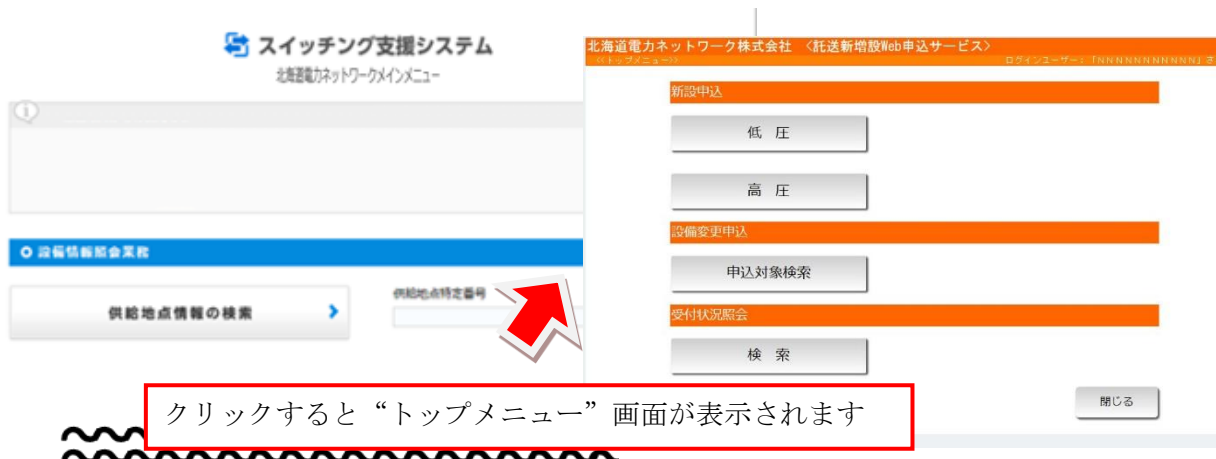 スイッチング支援システム
北海道電力ネットワークメインメニュー
設備情報照会業務
供給地点情報の検索
供給地点特定番号
北海道電力ネットワーク株式会社 〈託送新増設Web申込サービス〉
<<トップメニュー>>
ログインユーザー：「NNNNNNNNNNNN」さ
新設申込
低 圧
高 圧
設備変更申込
申込対象検索
受付状況照会
検 索
閉じる
クリックすると“トップメニュー”画面が表示されます